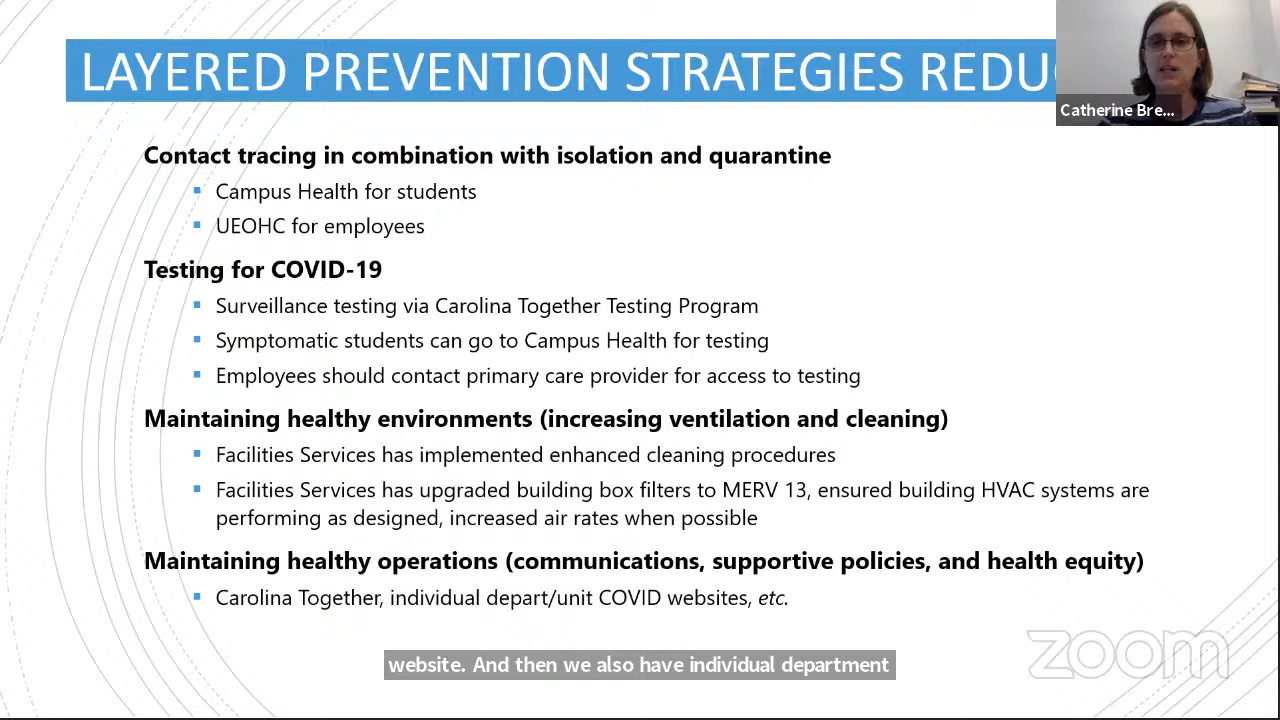 LAYERED PREVENTION STRATEGIES
Catherine Bre...
Contact tracing in combination with isolation and quarantine
▪ Campus Health for students
▪ UEOHC for employees
Testing for COVID-19
▪ Surveillance testing via Carolina Together Testing Program
▪ Symptomatic students can go to Campus Health for testing
▪ Employees should contact primary care provider for access to testing
Maintaining healthy environments (increasing ventilation and cleaning)
▪ Facilities Services has implemented enhanced cleaning procedures
▪ Facilities Services has upgraded building box filters to MERV 13, ensured building HVAC systems are
performing as designed, increased air rates when possible
Maintaining healthy operations (communications, supportive policies, and health equity)
▪ Carolina Together, individual depart/unit COVID websites, etc.
zoom
website. And then we also have individual department